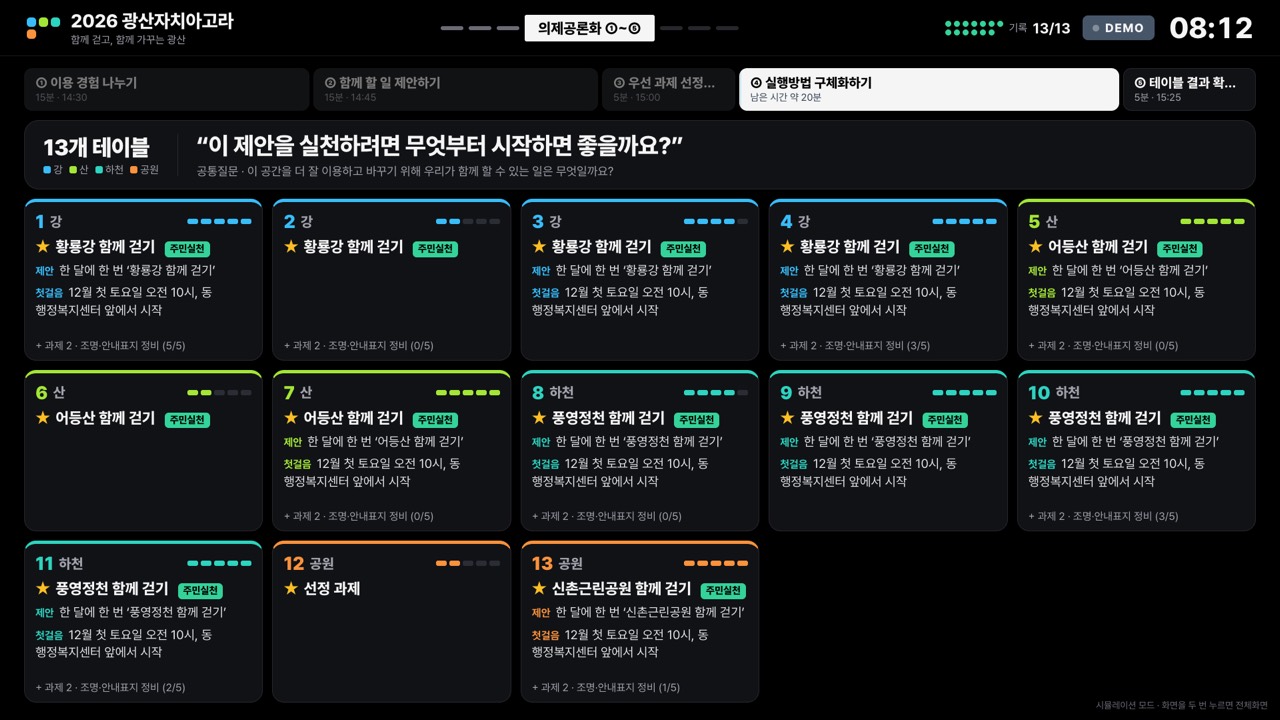 2026 광산자치아고라
함께 걷고, 함께 가꾸는 광산
의제공론화 ①~⑤
기록 13/13
DEMO
08:12
① 이용 경험 나누기
15분 · 14:30
② 함께 할 일 제안하기
15분 · 14:45
③ 우선 과제 선정...
5분 · 15:00
④ 실행방법 구체화하기
남은 시간 약 20분
⑤ 테이블 결과 확...
5분 · 15:25
13개 테이블
강 산 하천 공원
“이 제안을 실천하려면 무엇부터 시작하면 좋을까요?”
공통질문 · 이 공간을 더 잘 이용하고 바꾸기 위해 우리가 함께 할 수 있는 일은 무엇일까요?
1 강
★ 황룡강 함께 걷기 주민실천
제안 한 달에 한 번 ‘황룡강 함께 걷기’
첫걸음 12월 첫 토요일 오전 10시, 동
행정복지센터 앞에서 시작
+ 과제 2 · 조명·안내표지 정비 (5/5)
2 강
★ 황룡강 함께 걷기 주민실천
+ 과제 2 · 조명·안내표지 정비 (0/5)
3 강
★ 황룡강 함께 걷기 주민실천
제안 한 달에 한 번 ‘황룡강 함께 걷기’
첫걸음 12월 첫 토요일 오전 10시, 동
행정복지센터 앞에서 시작
4 강
★ 황룡강 함께 걷기 주민실천
제안 한 달에 한 번 ‘황룡강 함께 걷기’
첫걸음 12월 첫 토요일 오전 10시, 동
행정복지센터 앞에서 시작
+ 과제 2 · 조명·안내표지 정비 (3/5)
5 산
★ 어등산 함께 걷기 주민실천
제안 한 달에 한 번 ‘어등산 함께 걷기’
첫걸음 12월 첫 토요일 오전 10시, 동
행정복지센터 앞에서 시작
+ 과제 2 · 조명·안내표지 정비 (0/5)
6 산
★ 어등산 함께 걷기 주민실천
7 산
★ 어등산 함께 걷기 주민실천
제안 한 달에 한 번 ‘어등산 함께 걷기’
첫걸음 12월 첫 토요일 오전 10시, 동
행정복지센터 앞에서 시작
+ 과제 2 · 조명·안내표지 정비 (0/5)
8 하천
★ 풍영정천 함께 걷기 주민실천
제안 한 달에 한 번 ‘풍영정천 함께 걷기’
첫걸음 12월 첫 토요일 오전 10시, 동
행정복지센터 앞에서 시작
+ 과제 2 · 조명·안내표지 정비 (0/5)
9 하천
★ 풍영정천 함께 걷기 주민실천
제안 한 달에 한 번 ‘풍영정천 함께 걷기’
첫걸음 12월 첫 토요일 오전 10시, 동
행정복지센터 앞에서 시작
10 하천
★ 풍영정천 함께 걷기 주민실천
제안 한 달에 한 번 ‘풍영정천 함께 걷기’
첫걸음 12월 첫 토요일 오전 10시, 동
행정복지센터 앞에서 시작
+ 과제 2 · 조명·안내표지 정비 (3/5)
11 하천
★ 풍영정천 함께 걷기 주민실천
제안 한 달에 한 번 ‘풍영정천 함께 걷기’
첫걸음 12월 첫 토요일 오전 10시, 동
행정복지센터 앞에서 시작
+ 과제 2 · 조명·안내표지 정비 (2/5)
12 공원
★ 선정 과제
13 공원
★ 신촌근린공원 함께 걷기 주민실천
제안 한 달에 한 번 ‘신촌근린공원 함께 걷기’
첫걸음 12월 첫 토요일 오전 10시, 동
행정복지센터 앞에서 시작
+ 과제 2 · 조명·안내표지 정비 (1/5)
시뮬레이션 모드 · 화면을 두 번 누르면 전체화면